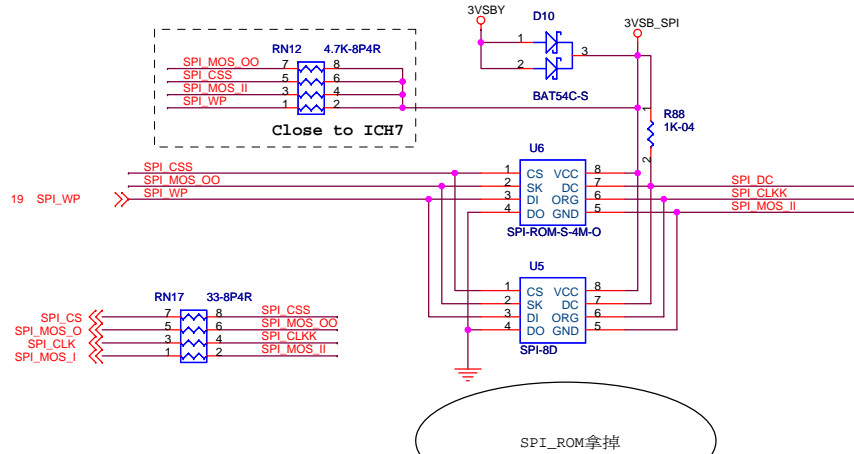 3VSBY
3VSB_SPI
D10
1
3
2
BAT54C-S
RN12 4.7K-8P4R
SPI_MOS_OO 7 8
SPI_CSS 5 6
SPI_MOS_II 3 4
SPI_WP 1 2
Close to ICH7
1
R88
1K-04
2
U6
SPI_CSS 1 CS VCC 8
SPI_MOS_OO 2 SK DC 7 SPI_DC
SPI_WP 3 DI ORG 6 SPI_CLKK
4 DO GND 5 SPI_MOS_II
19 SPI_WP
SPI-ROM-S-4M-O
U5
1 CS VCC 8
2 SK DC 7
3 DI ORG 6
4 DO GND 5
SPI-8D
RN17 33-8P4R
SPI_CS 7 8 SPI_CSS
SPI_MOS_O 5 6 SPI_MOS_OO
SPI_CLK 3 4 SPI_CLKK
SPI_MOS_I 1 2 SPI_MOS_II
SPI_ROM拿掉